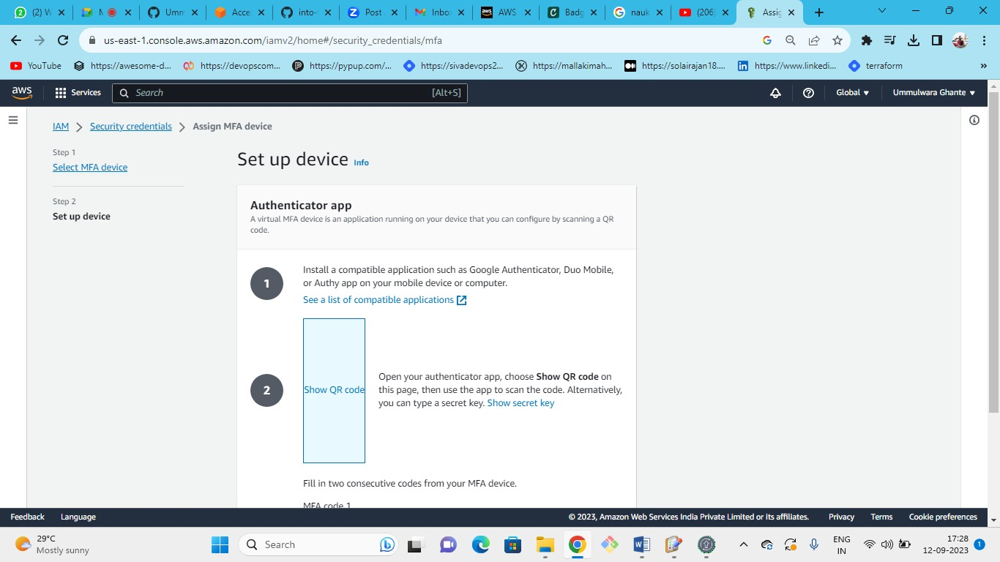 (2) W
M
Umm
Acce
into-
Post
Inbo
AWS
Badg
nauk
(206)
Assig
us-east-1.console.aws.amazon.com/iamv2/home#/security_credentials/mfa
YouTube
https://awesome-d...
https://devopscom...
https://pypup.com/...
https://sivadevops2...
https://mallakimah...
https://solairajan18....
https://www.linkedi...
terraform
»
aws
Services
Search
[Alt+S]
Global
Ummulwara Ghante
IAM
Security credentials
Assign MFA device
Step 1
Select MFA device
Step 2
Set up device
Set up device Info
Authenticator app
A virtual MFA device is an application running on your device that you can configure by scanning a QR
code.
1
Install a compatible application such as Google Authenticator, Duo Mobile,
or Authy app on your mobile device or computer.
See a list of compatible applications
2
Show QR code
Open your authenticator app, choose Show QR code on
this page, then use the app to scan the code. Alternatively,
you can type a secret key. Show secret key
Fill in two consecutive codes from your MFA device.
MFA code 1
Feedback
Language
© 2023, Amazon Web Services India Private Limited or its affiliates.
Privacy
Terms
Cookie preferences
29°C
Mostly sunny
Search
ENG
IN
17:28
12-09-2023
1